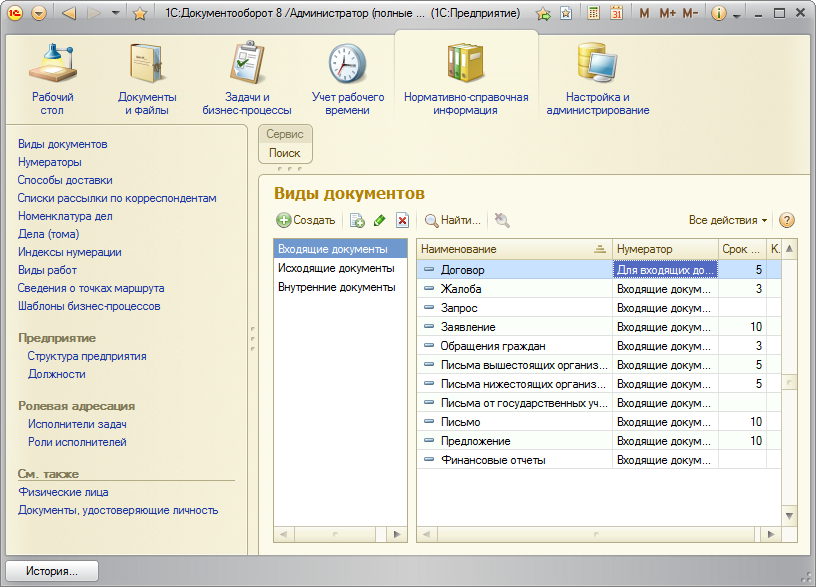 1С:Документооборот 8 /Администратор (полные ... (1С:Предприятие)
M M+ M-
Рабочий
стол
Документы
и файлы
Задачи и
бизнес-процессы
Учет рабочего
времени
Нормативно-справочная
информация
Настройка и
администрирование
Виды документов
Нумераторы
Способы доставки
Списки рассылки по корреспондентам
Номенклатура дел
Дела (тома)
Индексы нумерации
Виды работ
Сведения о точках маршрута
Шаблоны бизнес-процессов
Предприятие
Структура предприятия
Должности
Ролевая адресация
Исполнители задач
Роли исполнителей
См. также
Физические лица
Документы, удостоверяющие личность
Сервис
Поиск
Виды документов
Создать Найти... Все действия
Входящие документы
Исходящие документы
Внутренние документы
Наименование Нумератор Срок ... К.
Договор Для входящих до... 5
Жалоба Входящие докум... 3
Запрос Входящие докум...
Заявление Входящие докум... 10
Обращения граждан Входящие докум... 3
Письма вышестоящих организ... Входящие докум... 5
Письма нижестоящих организ... Входящие докум... 5
Письма от государственных уч... Входящие докум...
Письмо Входящие докум... 10
Предложение Входящие докум... 10
Финансовые отчеты Входящие докум...
История...